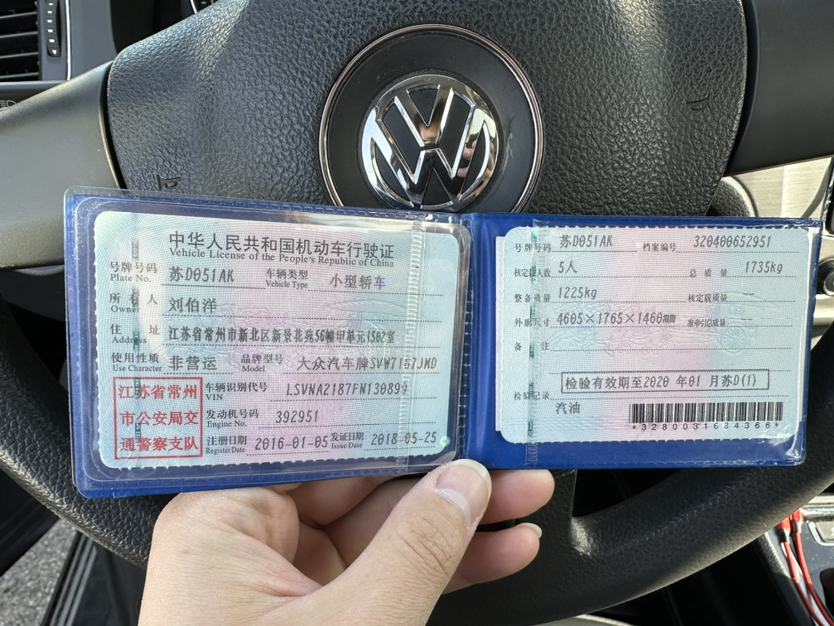 中华人民共和国机动车行驶证
Vehicle License of the People's Republic of China
号牌号码 苏D051AK 车辆类型 小型轿车
Plate No. Vehicle Type
所有人 刘伯洋
Owner
住址 江苏省常州市新北区新景花苑56幢甲单元1502室
Address
使用性质 非营运 品牌型号 大众汽车牌SVW7167JMD
Use Character Model
江苏省常州
市公安局交
通警察支队
车辆识别代号 LSVNA2187FN130899
VIN
发动机号码 392951
Engine No.
注册日期 2016-01-05 发证日期 2018-05-25
Register Date Issue Date
号牌号码 苏D051AK 档案编号 320400652951
核定载人数 5人 总质量 1735kg
整备质量 1225kg 核定载质量 --
外廓尺寸 4605×1765×1460mm 准牵引总质量 --
备注
检验有效期至2020年01月苏D(1)
检验记录
汽油
*3280031634366*